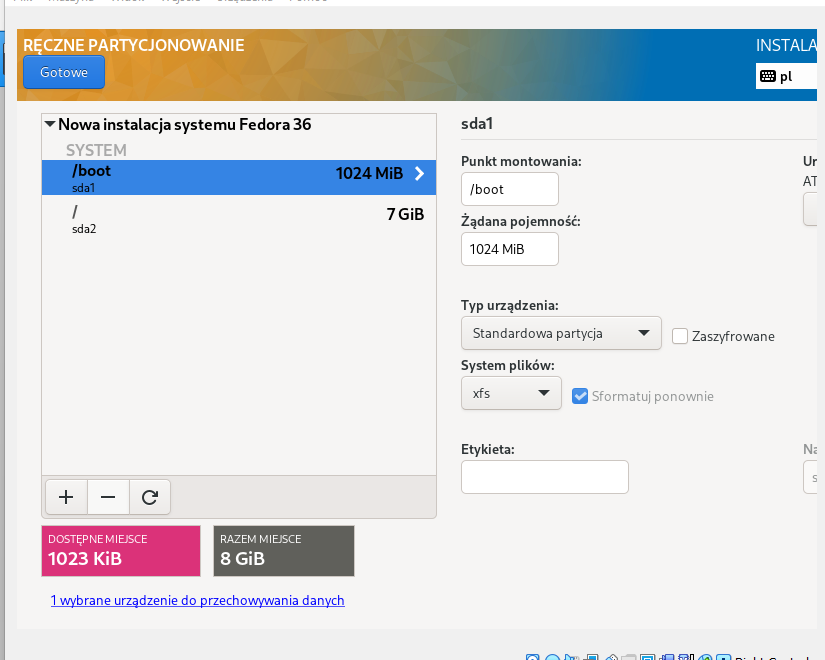 RĘCZNE PARTYCJONOWANIE
INSTALA
Gotowe
pl
Nowa instalacja systemu Fedora 36
SYSTEM
/boot
1024 MiB
sda1
/
7 GiB
sda2
sda1
Punkt montowania:
Ur
/boot
AT
Żądana pojemność:
1024 MiB
Typ urządzenia:
Standardowa partycja
Zaszyfrowane
System plików:
xfs
Sformatuj ponownie
Etykieta:
Na
s
DOSTĘPNE MIEJSCE
1023 KiB
RAZEM MIEJSCE
8 GiB
1 wybrane urządzenie do przechowywania danych